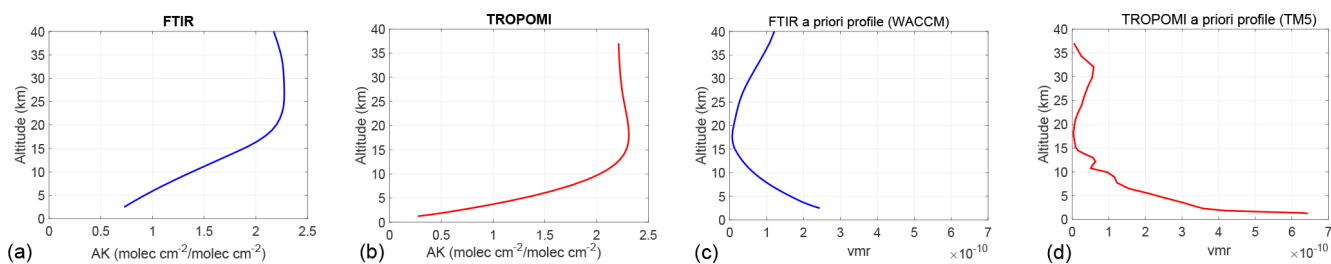 FTIR
40
35
30
25
20
15
10
5
0
Altitude (km)
0 0.5 1 1.5 2 2.5
AK (molec cm⁻²/molec cm⁻²)
(a)
TROPOMI
40
35
30
25
20
15
10
5
0
Altitude (km)
0 0.5 1 1.5 2 2.5
AK (molec cm⁻²/molec cm⁻²)
(b)
FTIR a priori profile (WACCM)
40
35
30
25
20
15
10
5
0
Altitude (km)
0 1 2 3 4 5 6 7
vmr
×10⁻¹⁰
(c)
TROPOMI a priori profile (TM5)
40
35
30
25
20
15
10
5
0
Altitude (km)
0 1 2 3 4 5 6 7
vmr
×10⁻¹⁰
(d)